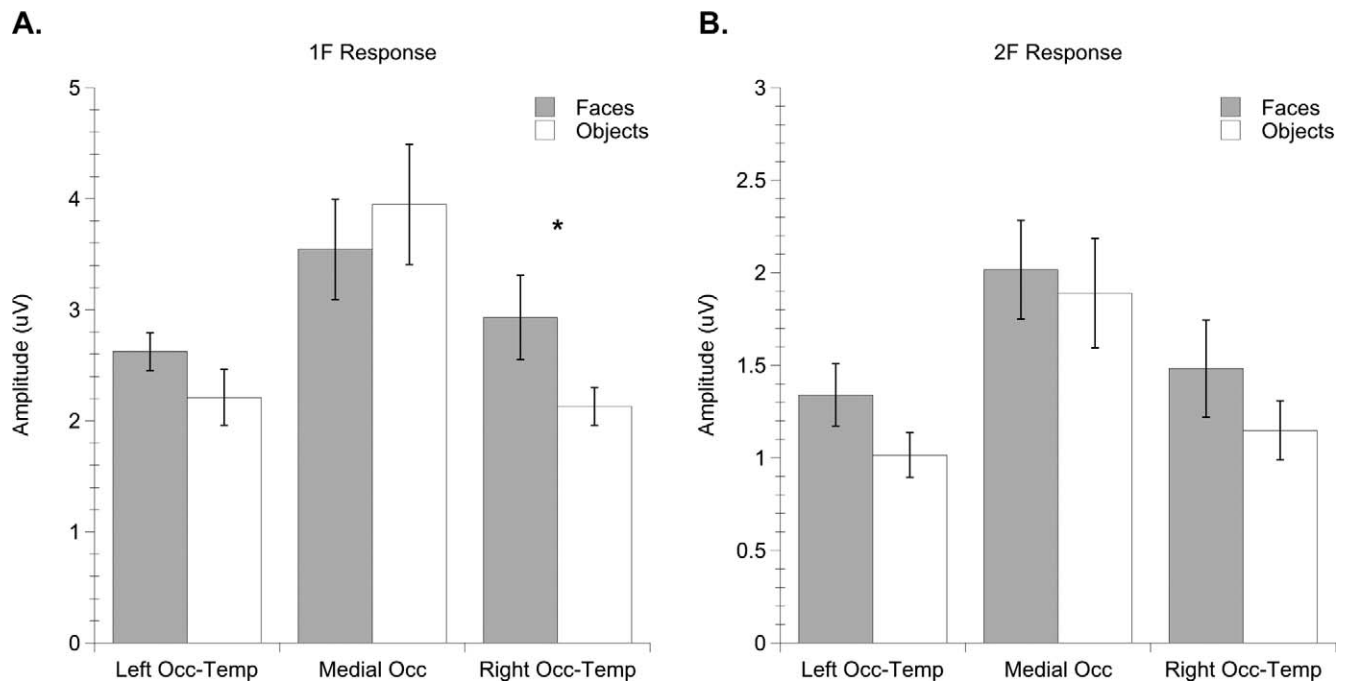 A.
1F Response
Faces
Objects
*
Amplitude (uV)
5
4
3
2
1
0
Left Occ-Temp
Medial Occ
Right Occ-Temp
B.
2F Response
Faces
Objects
Amplitude (uV)
3
2.5
2
1.5
1
0.5
0
Left Occ-Temp
Medial Occ
Right Occ-Temp